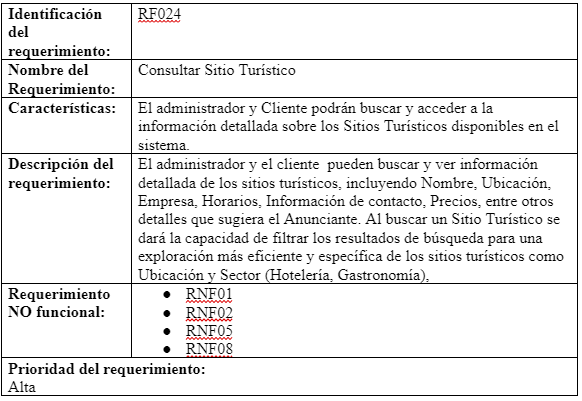 Identificación RF024
del
requerimiento:
Nombre del Consultar Sitio Turístico
Requerimiento:
Características: El administrador y Cliente podrán buscar y acceder a la
información detallada sobre los Sitios Turísticos disponibles en el
sistema.
Descripción del El administrador y el cliente  pueden buscar y ver información
requerimiento: detallada de los sitios turísticos, incluyendo Nombre, Ubicación,
Empresa, Horarios, Información de contacto, Precios, entre otros
detalles que sugiera el Anunciante. Al buscar un Sitio Turístico se
dará la capacidad de filtrar los resultados de búsqueda para una
exploración más eficiente y específica de los sitios turísticos como
Ubicación y Sector (Hotelería, Gastronomía),
Requerimiento ● RNF01
NO funcional: ● RNF02
● RNF05
● RNF08
Prioridad del requerimiento:
Alta